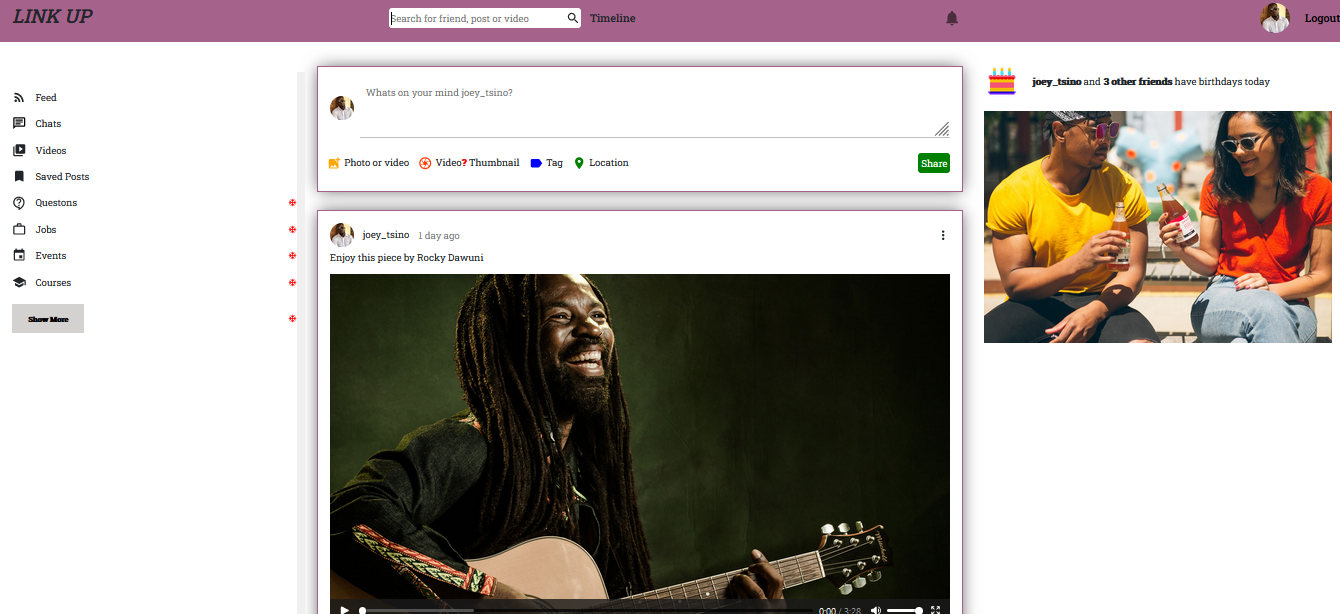 LINK UP
Search for friend, post or video
Timeline
Logout
Feed
Chats
Videos
Saved Posts
Questons
Jobs
Events
Courses
Show More
Whats on your mind joey_tsino?
Photo or video
Video? Thumbnail
Tag
Location
Share
joey_tsino 1 day ago
Enjoy this piece by Rocky Dawuni
0:00 / 3:28
joey_tsino and 3 other friends have birthdays today